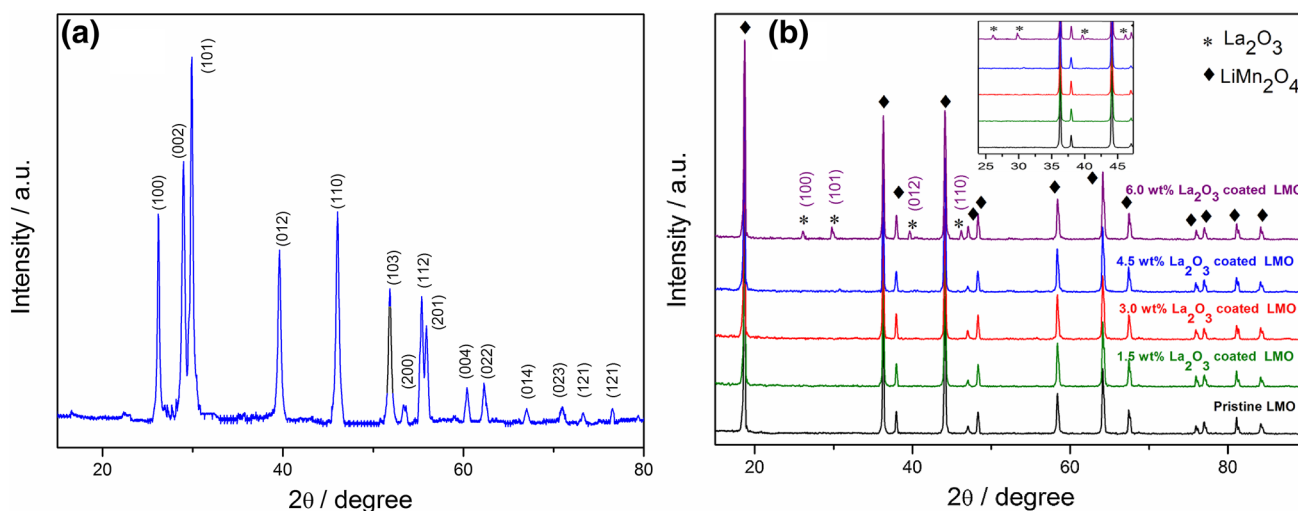 (a)
Intensity / a.u.
(100)
(002)
(101)
(012)
(110)
(103)
(200)
(112)
(201)
(004)
(022)
(014)
(023)
(121)
(121)
20
40
60
80
2θ / degree
(b)
Intensity / a.u.
* La₂O₃
◆ LiMn₂O₄
24 25 30 35 40 45
(100)
(101)
(012)
(110)
6.0 wt% La₂O₃ coated LMO
4.5 wt% La₂O₃ coated LMO
3.0 wt% La₂O₃ coated LMO
1.5 wt% La₂O₃ coated LMO
Pristine LMO
20
40
60
80
2θ / degree